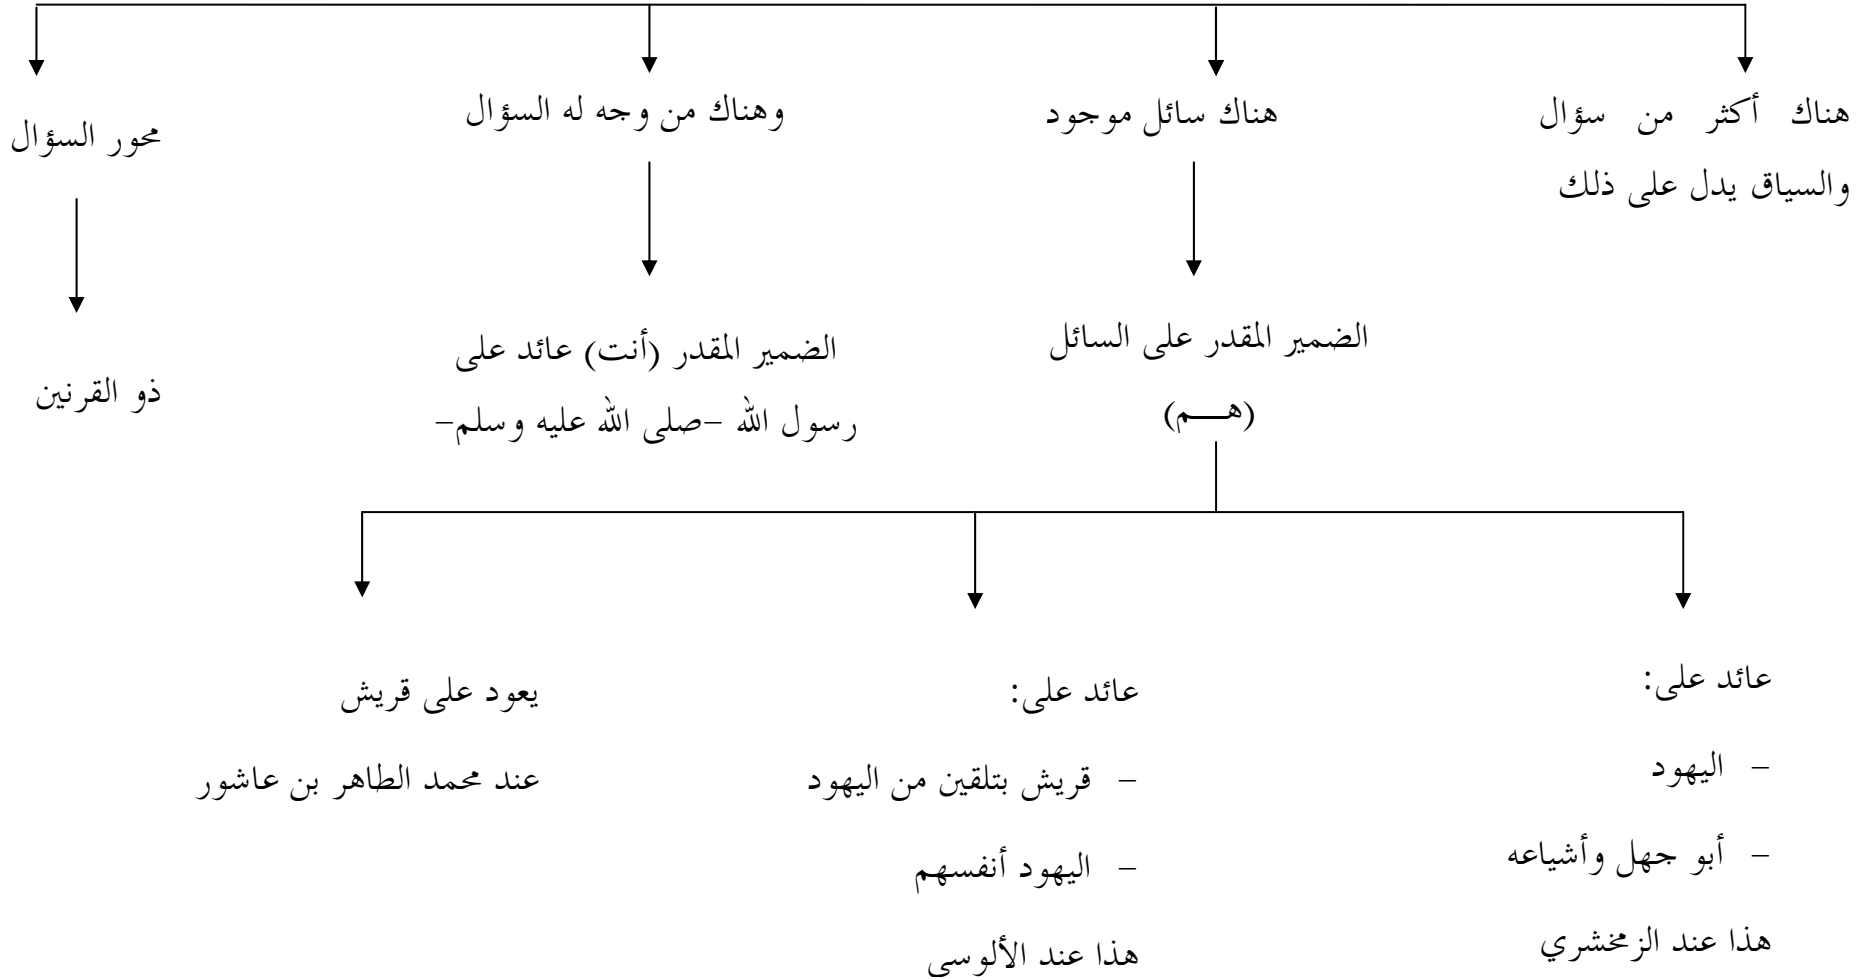 هناك أكثر من سؤال
والسياق يدل على ذلك
هناك سائل موجود
وهناك من وجه له السؤال
محور السؤال
الضمير المقدر على السائل
(هـــم)
الضمير المقدر (أنت) عائد على
رسول الله –صلى الله عليه وسلم–
ذو القرنين
عائد على:
– اليهود
– أبو جهل وأشياعه
هذا عند الزمخشري
عائد على:
– قريش بتلقين من اليهود
– اليهود أنفسهم
هذا عند الألوسي
يعود على قريش
عند محمد الطاهر بن عاشور